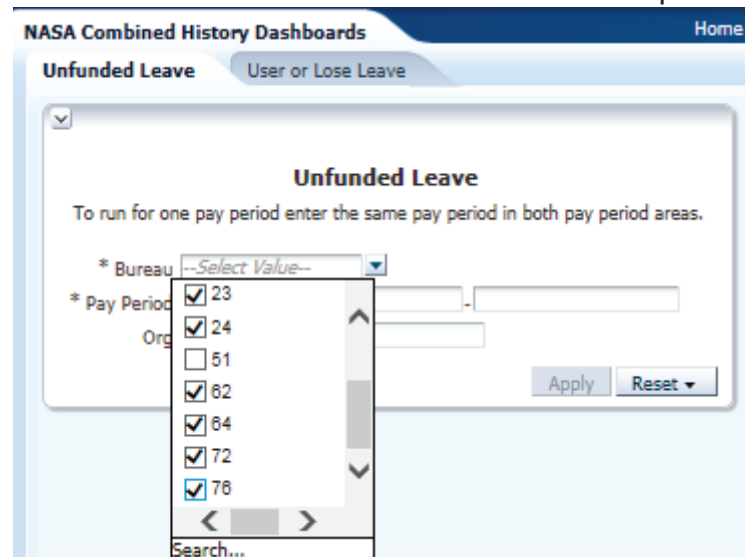 NASA Combined History Dashboards Home
Unfunded Leave User or Lose Leave
Unfunded Leave
To run for one pay period enter the same pay period in both pay period areas.
* Bureau --Select Value--
* Pay Period -
Org
23
24
51
62
64
72
76
Apply Reset
Search...